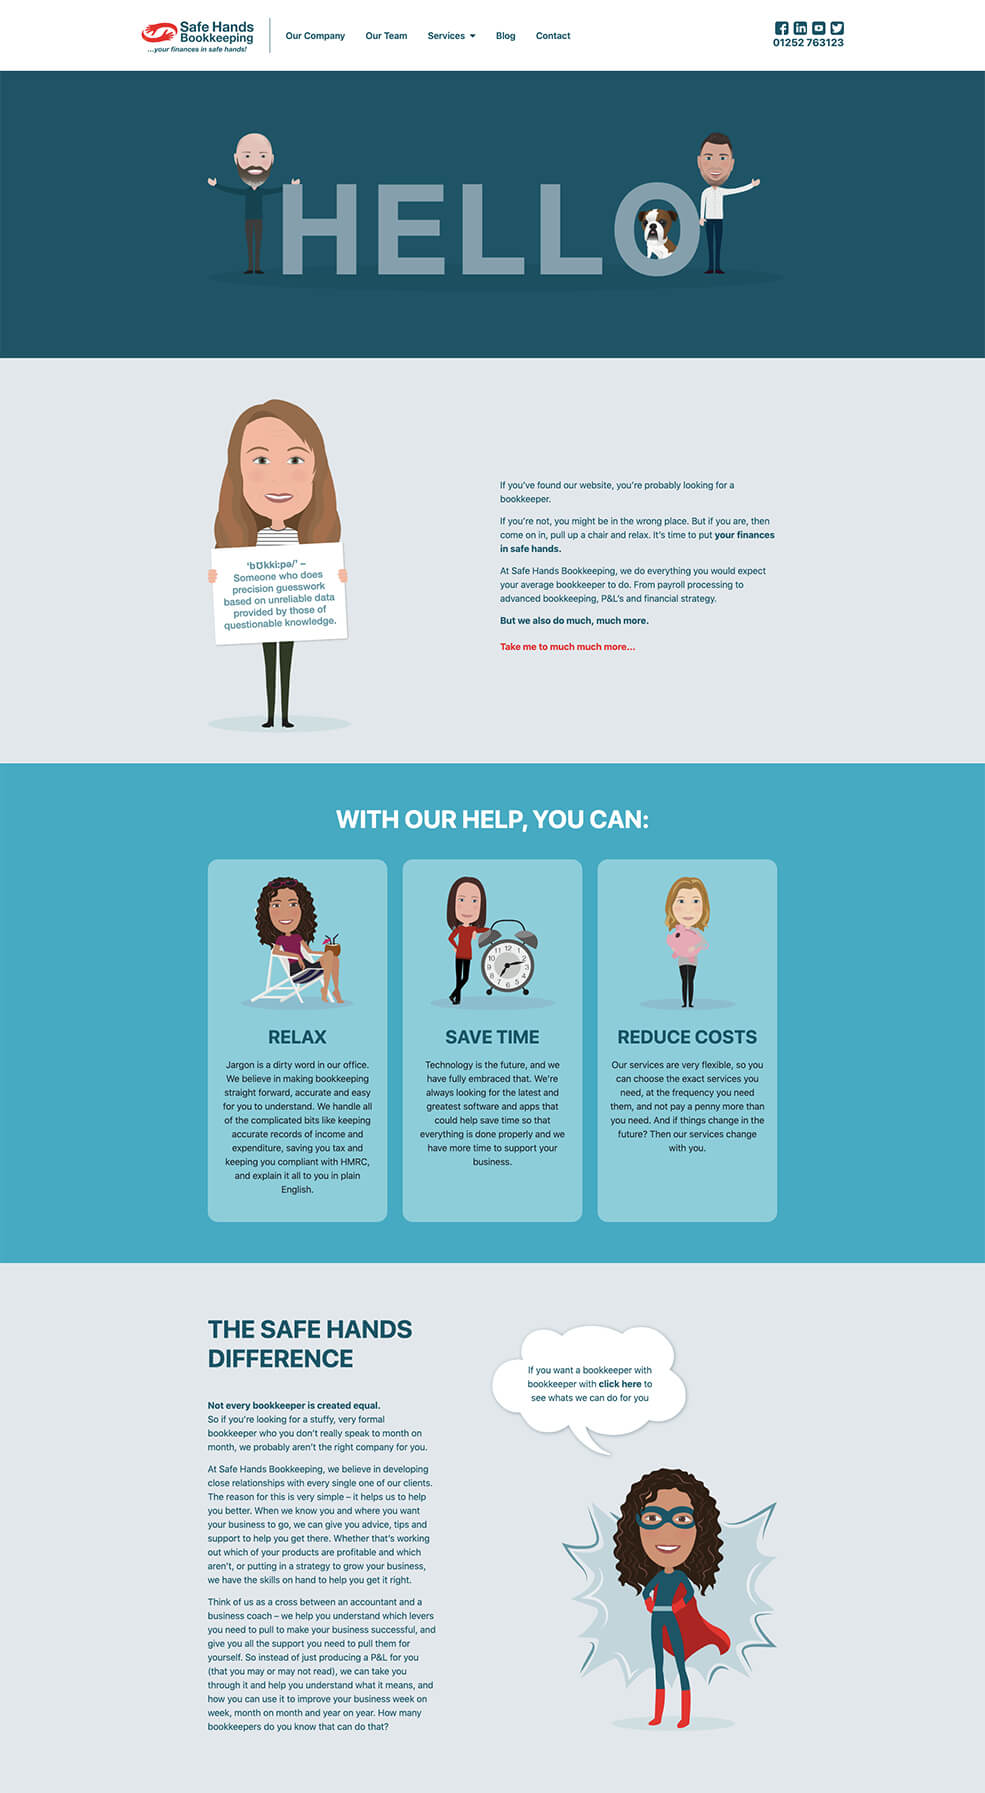 Safe Hands
Bookkeeping
...your finances in safe hands!
Our Company
Our Team
Services
Blog
Contact
01252 763123
HELLO
'bƱkki:pə/' –
Someone who does
precision guesswork
based on unreliable data
provided by those of
questionable knowledge.
If you've found our website, you're probably looking for a
bookkeeper.
If you're not, you might be in the wrong place. But if you are, then
come on in, pull up a chair and relax. It's time to put your finances
in safe hands.
At Safe Hands Bookkeeping, we do everything you would expect
your average bookkeeper to do. From payroll processing to
advanced bookkeeping, P&L's and financial strategy.
But we also do much, much more.
Take me to much much more...
WITH OUR HELP, YOU CAN:
RELAX
Jargon is a dirty word in our office.
We believe in making bookkeeping
straight forward, accurate and easy
for you to understand. We handle all
of the complicated bits like keeping
accurate records of income and
expenditure, saving you tax and
keeping you compliant with HMRC,
and explain it all to you in plain
English.
SAVE TIME
Technology is the future, and we
have fully embraced that. We're
always looking for the latest and
greatest software and apps that
could help save time so that
everything is done properly and we
have more time to support your
business.
REDUCE COSTS
Our services are very flexible, so you
can choose the exact services you
need, at the frequency you need
them, and not pay a penny more than
you need. And if things change in the
future? Then our services change
with you.
THE SAFE HANDS
DIFFERENCE
Not every bookkeeper is created equal.
So if you're looking for a stuffy, very formal
bookkeeper who you don't really speak to month on
month, we probably aren't the right company for you.
At Safe Hands Bookkeeping, we believe in developing
close relationships with every single one of our clients.
The reason for this is very simple – it helps us to help
you better. When we know you and where you want
your business to go, we can give you advice, tips and
support to help you get there. Whether that's working
out which of your products are profitable and which
aren't, or putting in a strategy to grow your business,
we have the skills on hand to help you get it right.
Think of us as a cross between an accountant and a
business coach – we help you understand which levers
you need to pull to make your business successful, and
give you all the support you need to pull them for
yourself. So instead of just producing a P&L for you
(that you may or may not read), we can take you
through it and help you understand what it means, and
how you can use it to improve your business week on
week, month on month and year on year. How many
bookkeepers do you know that can do that?
If you want a bookkeeper with
bookkeeper with click here to
see whats we can do for you